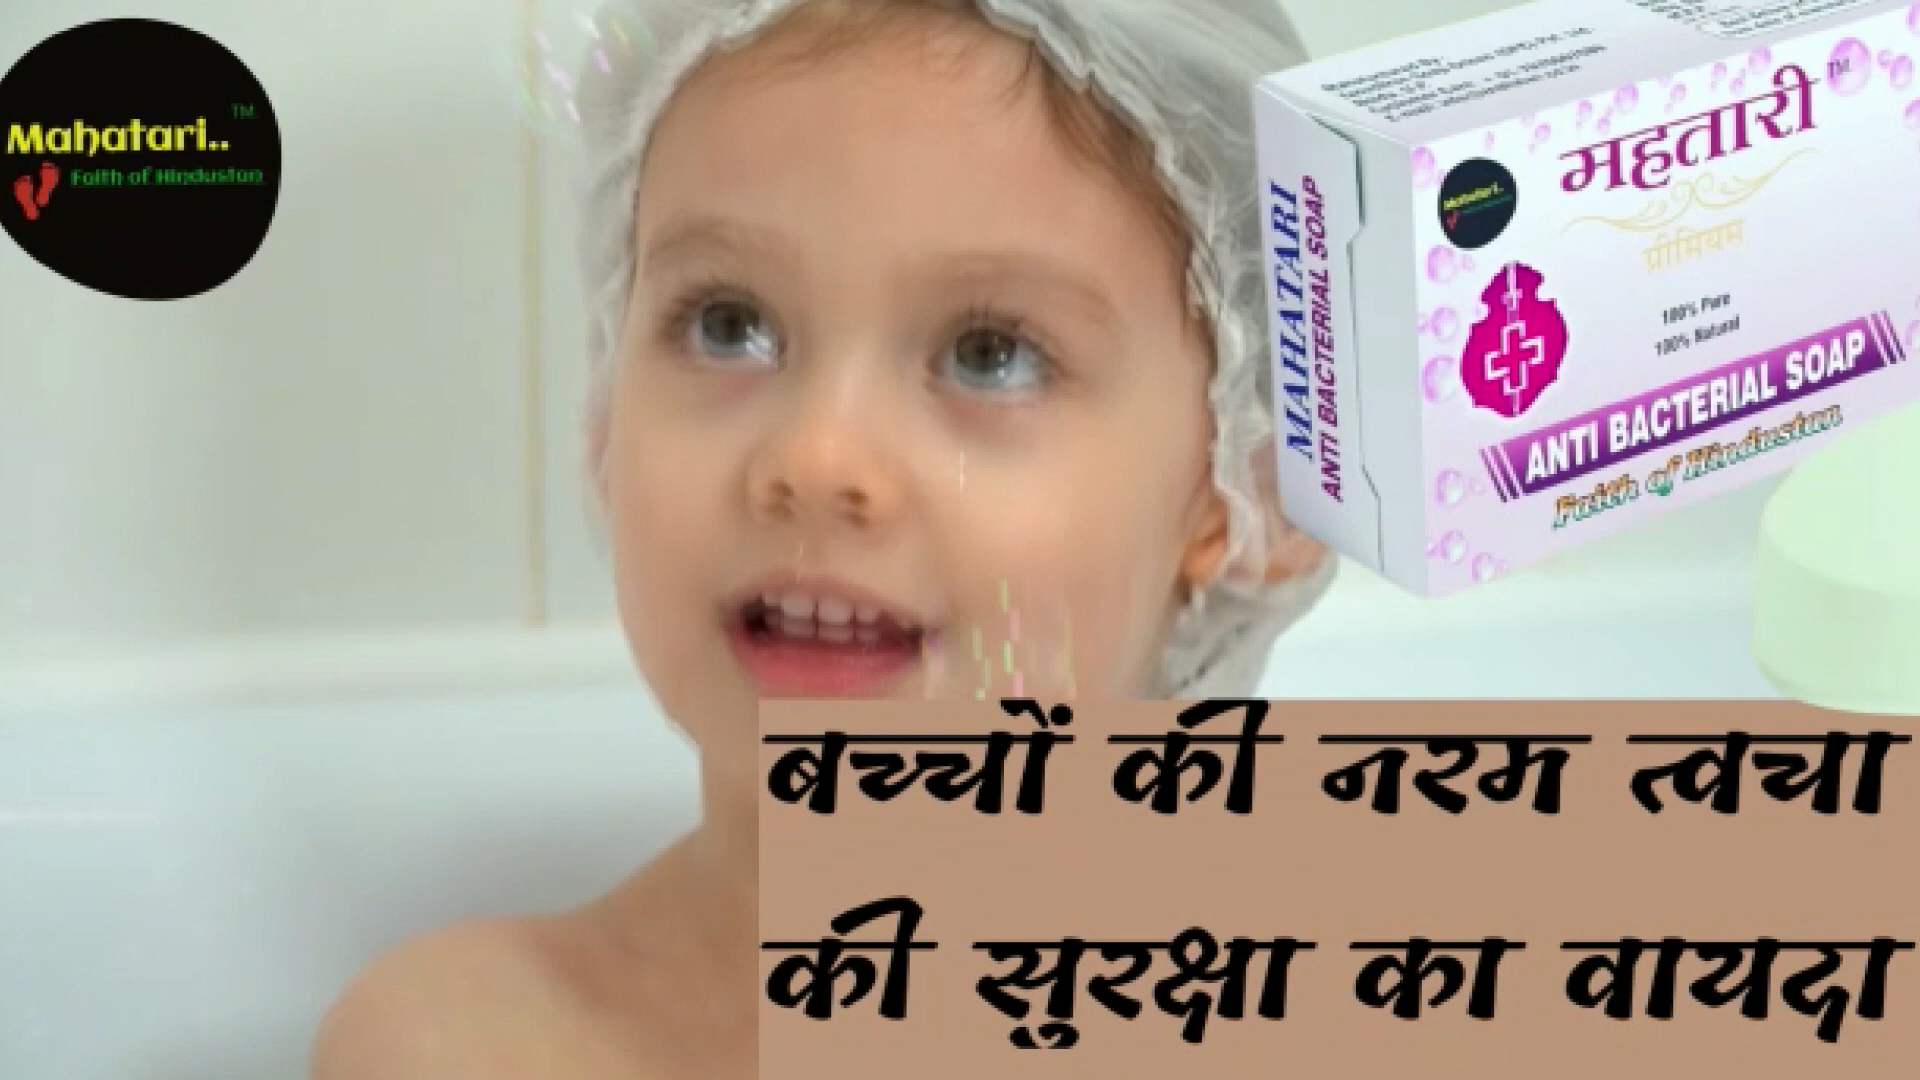 Mahatari.. TM
Faith of Hindustan
महतारी TM
प्रीमियम
100% Pure
100% Natural
ANTI BACTERIAL SOAP
Faith of Hindustan
MAHATARI
ANTI BACTERIAL SOAP
Mahatari..
बच्चों की नरम त्वचा
की सुरक्षा का वायदा